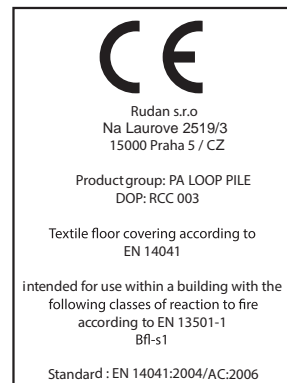 CE
Rudan s.r.o
Na Laurove 2519/3
15000 Praha 5 / CZ
Product group: PA LOOP PILE
DOP: RCC 003
Textile floor covering according to
EN 14041
intended for use within a building with the
following classes of reaction to fire
according to EN 13501-1
Bfl-s1
Standard : EN 14041:2004/AC:2006